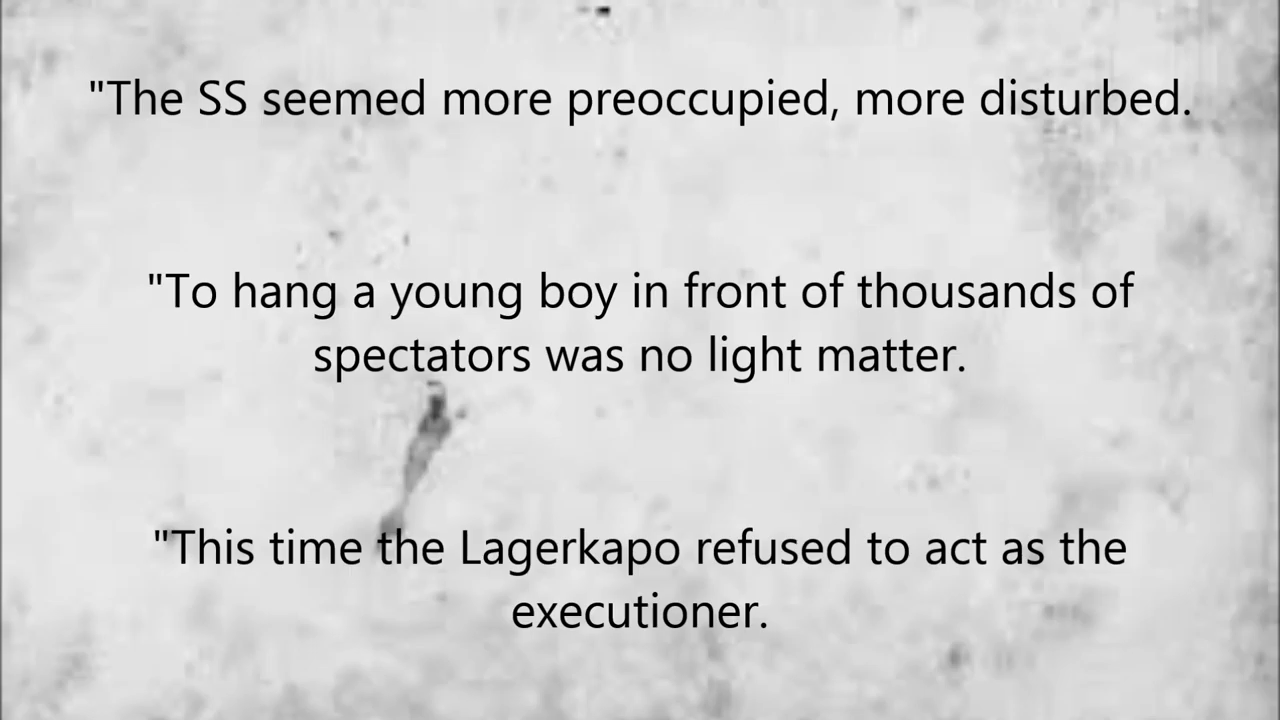 "The SS seemed more preoccupied, more disturbed.
"To hang a young boy in front of thousands of
spectators was no light matter.
"This time the Lagerkapo refused to act as the
executioner.